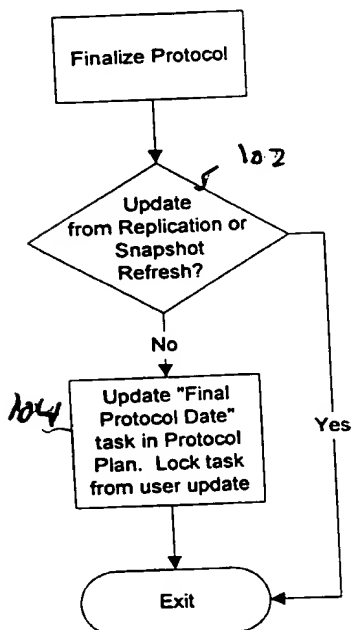 Finalize Protocol
102
Update
from Replication or
Snapshot
Refresh?
No
104
Update "Final
Protocol Date"
task in Protocol
Plan. Lock task
from user update
Yes
Exit